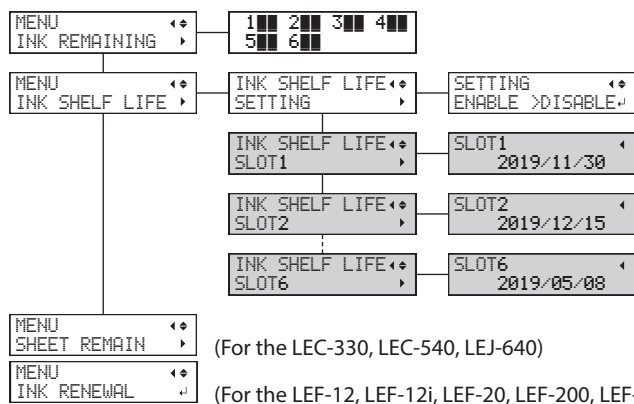 MENU
INK REMAINING
1 2 3 4
5 6
MENU
INK SHELF LIFE
INK SHELF LIFE
SETTING
SETTING
ENABLE >DISABLE
INK SHELF LIFE
SLOT1
SLOT1
2019/11/30
INK SHELF LIFE
SLOT2
SLOT2
2019/12/15
INK SHELF LIFE
SLOT6
SLOT6
2019/05/08
MENU
SHEET REMAIN
(For the LEC-330, LEC-540, LEJ-640)
MENU
INK RENEWAL
(For the LEF-12, LEF-12i, LEF-20, LEF-200, LEF-